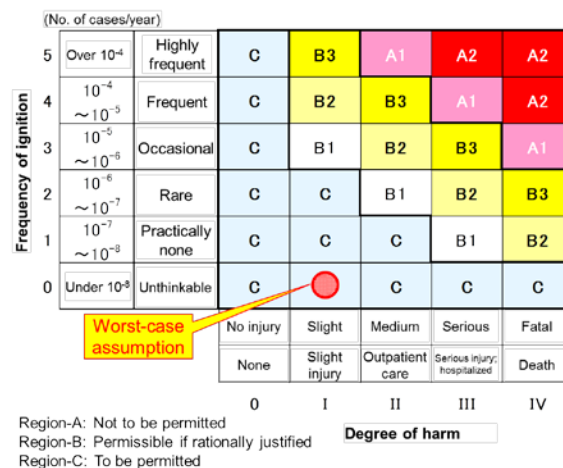 (No. of cases/year)
Frequency of ignition
5 Over 10⁻⁴ Highly frequent C B3 A1 A2 A2
4 10⁻⁴ ～10⁻⁵ Frequent C B2 B3 A1 A2
3 10⁻⁵ ～10⁻⁶ Occasional C B1 B2 B3 A1
2 10⁻⁶ ～10⁻⁷ Rare C C B1 B2 B3
1 10⁻⁷ ～10⁻⁸ Practically none C C C B1 B2
0 Under 10⁻⁸ Unthinkable C C C C
Worst-case
assumption
No injury Slight Medium Serious Fatal
None Slight injury Outpatient care Serious injury; hospitalized Death
0 I II III IV
Degree of harm
Region-A: Not to be permitted
Region-B: Permissible if rationally justified
Region-C: To be permitted